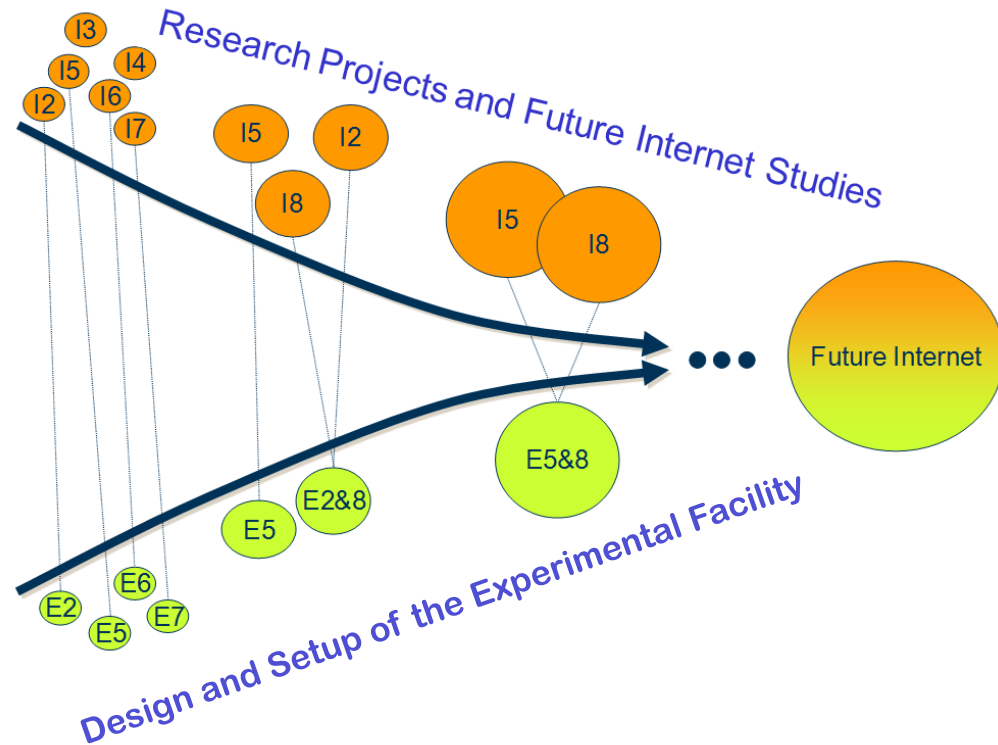 Research Projects and Future Internet Studies
I3
I5
I4
I2
I6
I7
I5
I2
I8
I5
I8
Future Internet
E2
E5
E6
E7
E5
E2&8
E5&8
Design and Setup of the Experimental Facility